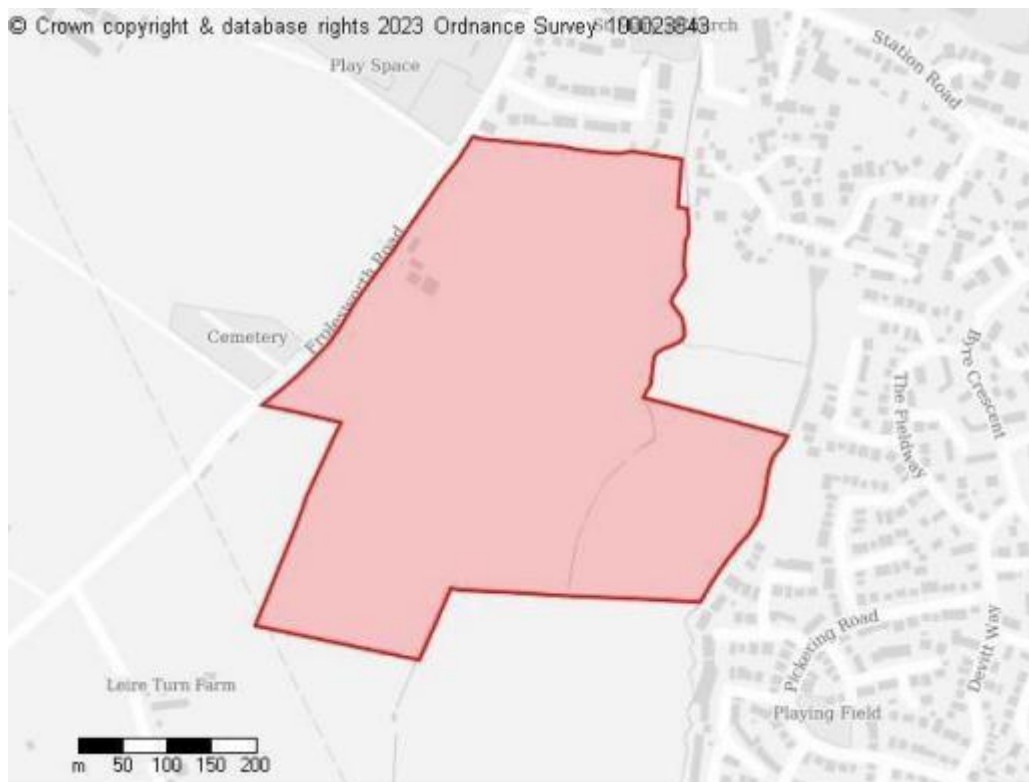 © Crown copyright & database rights 2023 Ordnance Survey 100023843
Play Space
Station Road
Frolesworth Road
Cemetery
Byre Crescent
The Fieldway
Pickering Road
Devitt Way
Leire Turn Farm
Playing Field
m 50 100 150 200